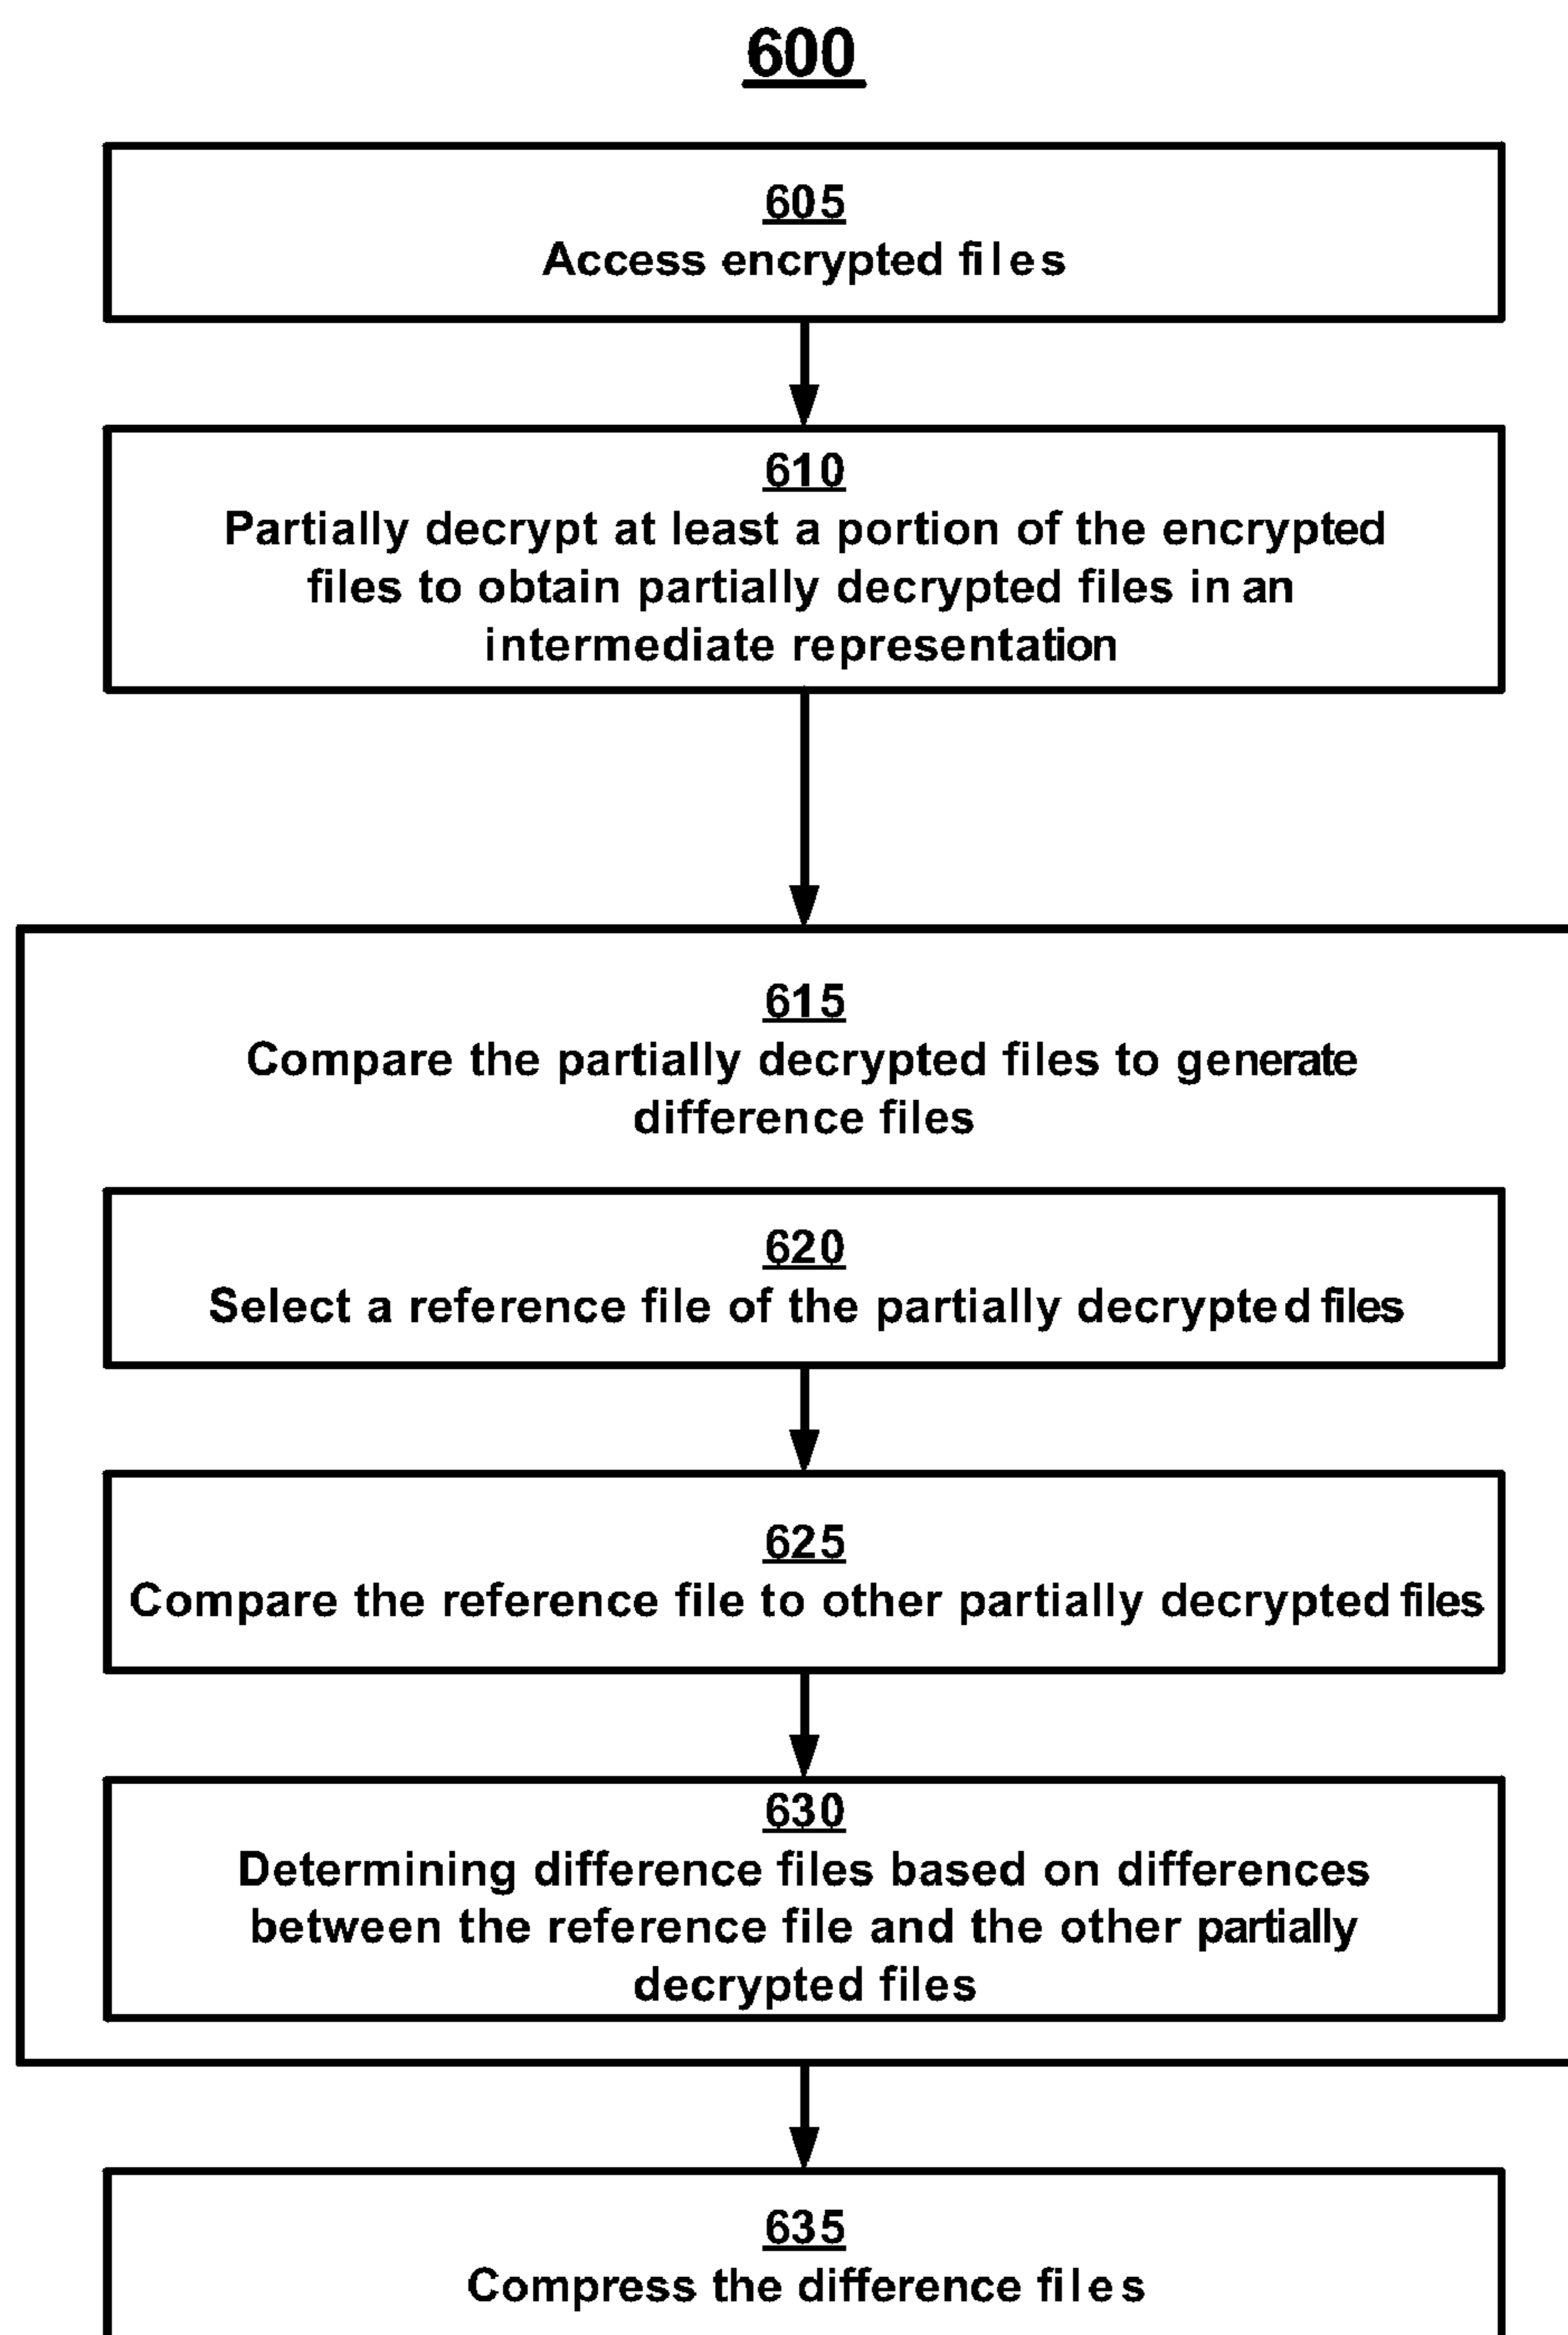 600
605
Access encrypted files
610
Partially decrypt at least a portion of the encrypted
files to obtain partially decrypted files in an
intermediate representation
615
Compare the partially decrypted files to generate
difference files
620
Select a reference file of the partially decrypted files
625
Compare the reference file to other partially decrypted files
630
Determining difference files based on differences
between the reference file and the other partially
decrypted files
635
Compress the difference files